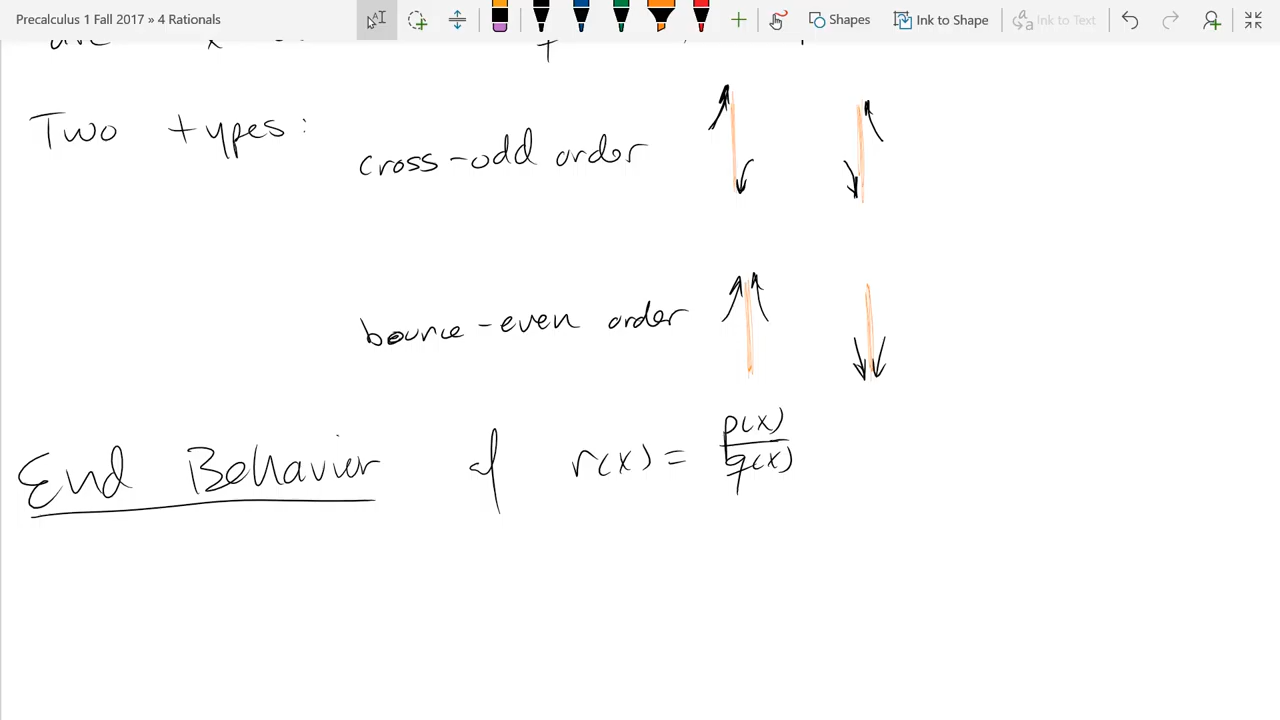 Precalculus 1 Fall 2017 » 4 Rationals
Shapes
Ink to Shape
Ink to Text
Two types:
cross-odd order
bounce-even order
End Behavior of r(x) = p(x)/q(x)